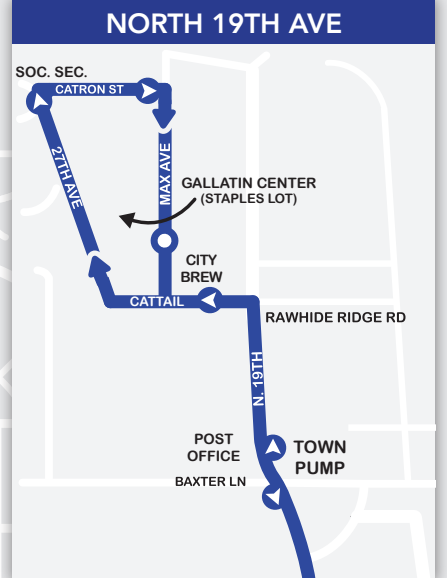 NORTH 19TH AVE
SOC. SEC.
CATRON ST
27TH AVE
MAX AVE
GALLATIN CENTER
(STAPLES LOT)
CITY
BREW
CATTAIL
RAWHIDE RIDGE RD
N. 19TH
POST
OFFICE
TOWN
PUMP
BAXTER LN